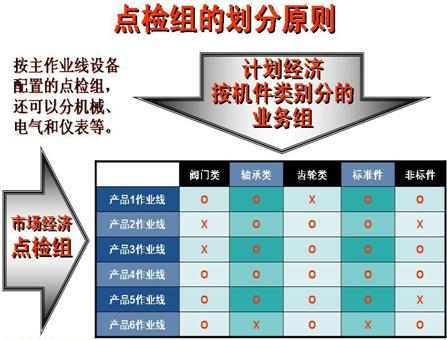 点检组的划分原则
按主作业线设备
配置的点检组,
还可以分机械、
电气和仪表等。
计划经济
按机件类别分的
业务组
市场经济
点检组
阀门类 轴承类 齿轮类 标准件 非标件
产品1作业线 O O X O O
产品2作业线 X O O O X
产品3作业线 X O O O O
产品4作业线 O O O O O
产品5作业线 O O O O X
产品6作业线 O X O X O